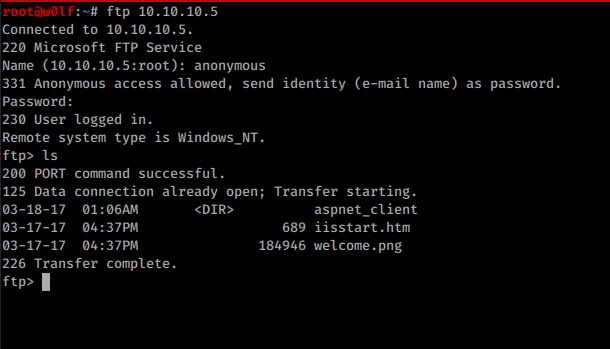 root@w0lf:~# ftp 10.10.10.5
Connected to 10.10.10.5.
220 Microsoft FTP Service
Name (10.10.10.5:root): anonymous
331 Anonymous access allowed, send identity (e-mail name) as password.
Password:
230 User logged in.
Remote system type is Windows_NT.
ftp> ls
200 PORT command successful.
125 Data connection already open; Transfer starting.
03-18-17  01:06AM       <DIR>          aspnet_client
03-17-17  04:37PM                  689 iisstart.htm
03-17-17  04:37PM               184946 welcome.png
226 Transfer complete.
ftp>